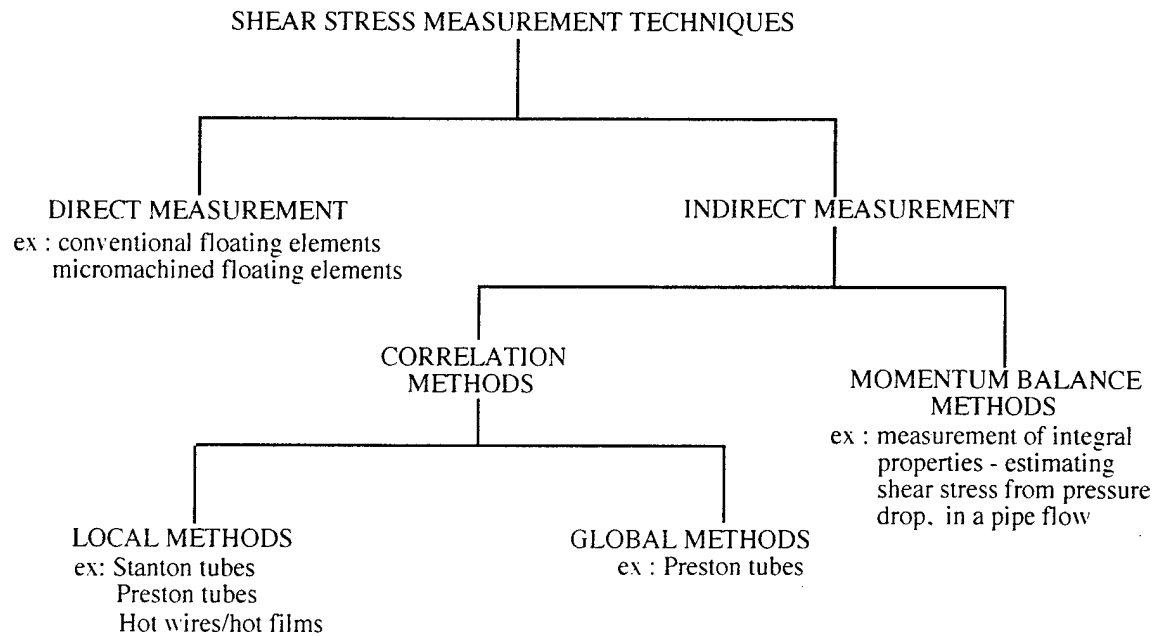 SHEAR STRESS MEASUREMENT TECHNIQUES
DIRECT MEASUREMENT
ex : conventional floating elements
micromachined floating elements
INDIRECT MEASUREMENT
CORRELATION
METHODS
MOMENTUM BALANCE
METHODS
ex : measurement of integral
properties - estimating
shear stress from pressure
drop, in a pipe flow
LOCAL METHODS
ex: Stanton tubes
Preston tubes
Hot wires/hot films
GLOBAL METHODS
ex : Preston tubes